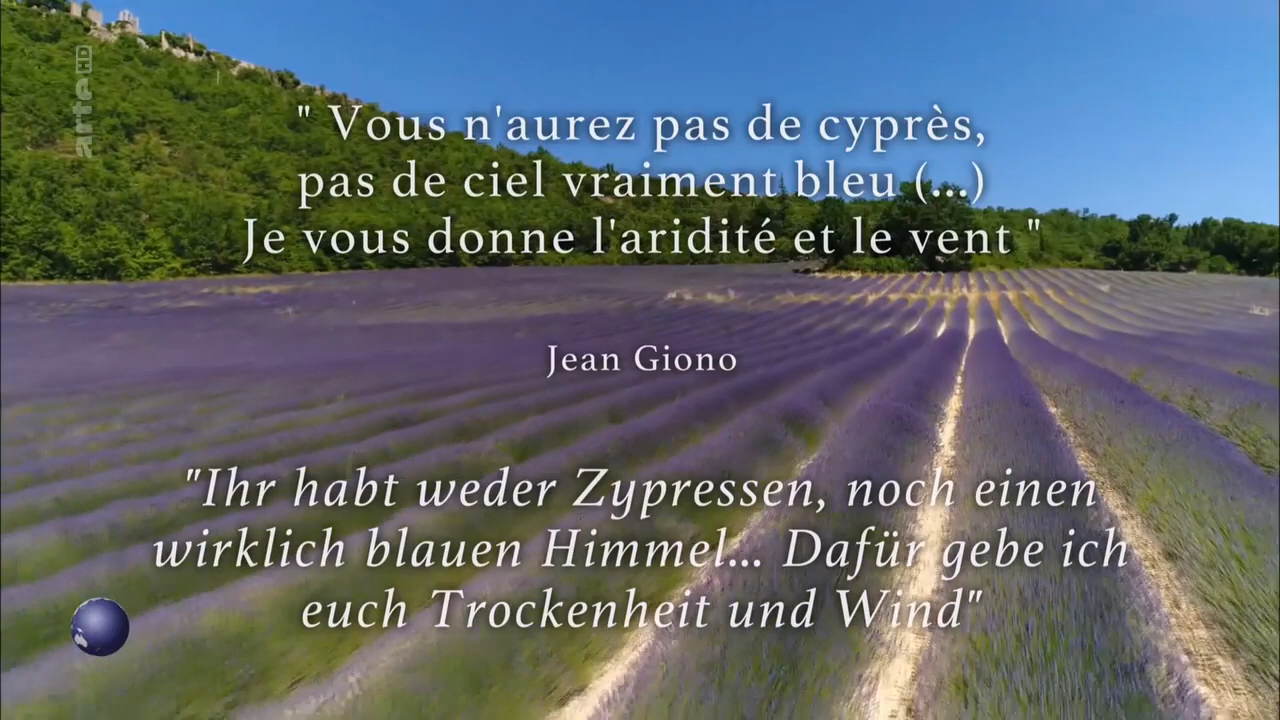 arte HD
" Vous n'aurez pas de cyprès,
pas de ciel vraiment bleu (...)
Je vous donne l'aridité et le vent "
Jean Giono
"Ihr habt weder Zypressen, noch einen
wirklich blauen Himmel... Dafür gebe ich
euch Trockenheit und Wind"